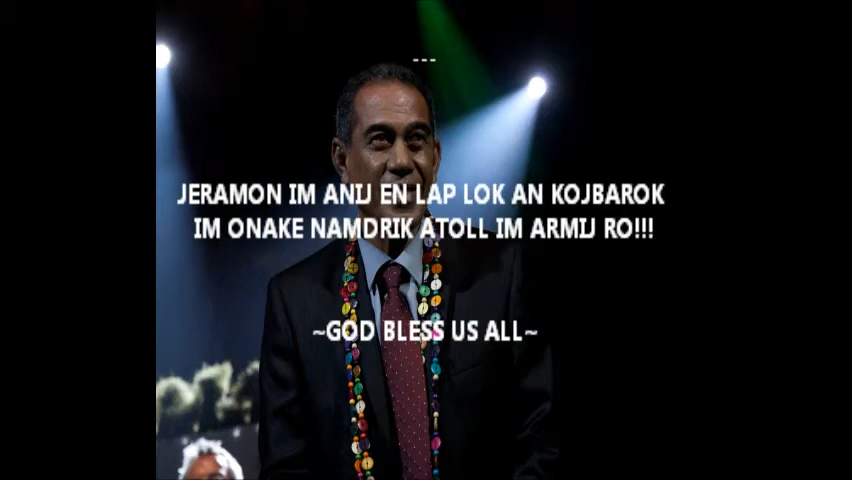 ---
JERAMON IM ANIJ EN LAP LOK AN KOJBAROK
IM ONAKE NAMDRIK ATOLL IM ARMIJ RO!!!
~GOD BLESS US ALL~